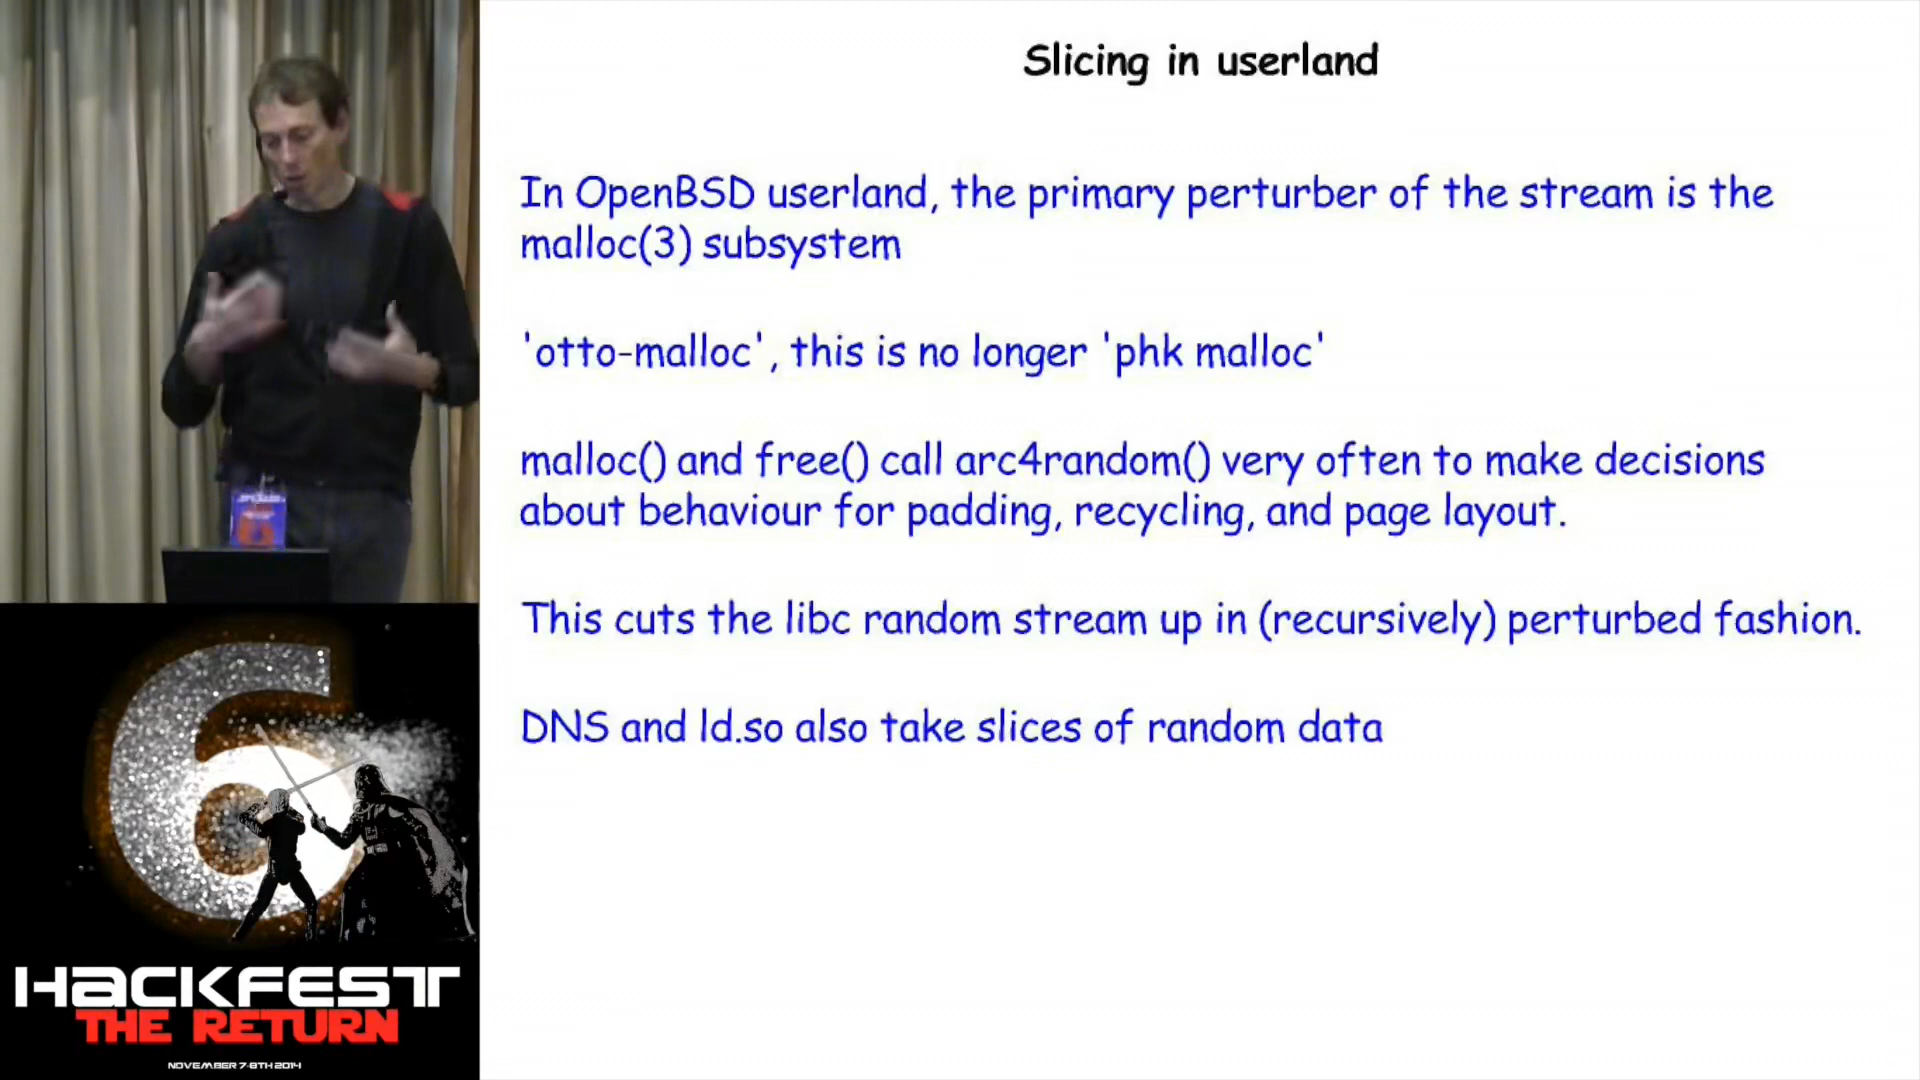 Slicing in userland
In OpenBSD userland, the primary perturber of the stream is the
malloc(3) subsystem
'otto-malloc', this is no longer 'phk malloc'
malloc() and free() call arc4random() very often to make decisions
about behaviour for padding, recycling, and page layout.
This cuts the libc random stream up in (recursively) perturbed fashion.
DNS and ld.so also take slices of random data
6
HACKFEST
THE RETURN
NOVEMBER 7-8TH 2014